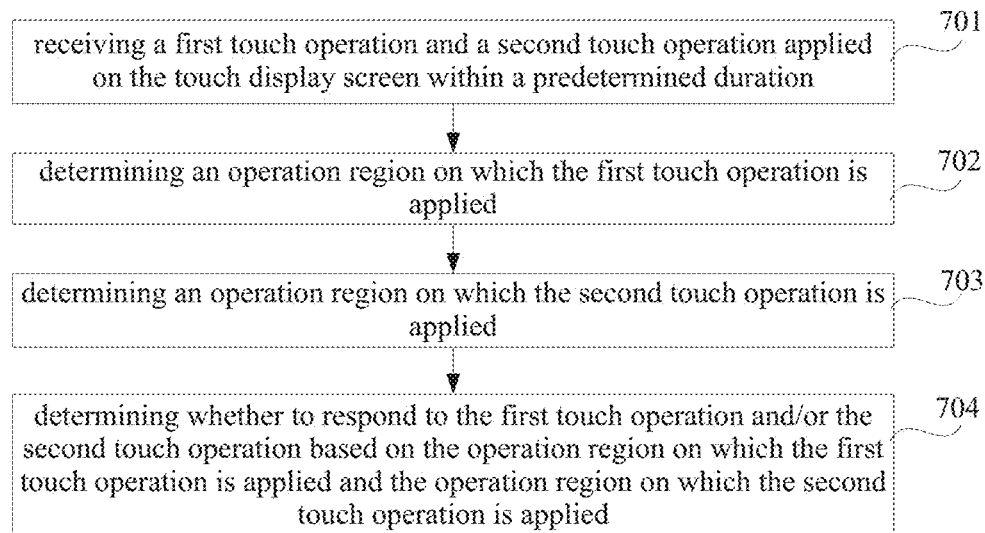 701
receiving a first touch operation and a second touch operation applied
on the touch display screen within a predetermined duration
702
determining an operation region on which the first touch operation is
applied
703
determining an operation region on which the second touch operation is
applied
704
determining whether to respond to the first touch operation and/or the
second touch operation based on the operation region on which the first
touch operation is applied and the operation region on which the second
touch operation is applied